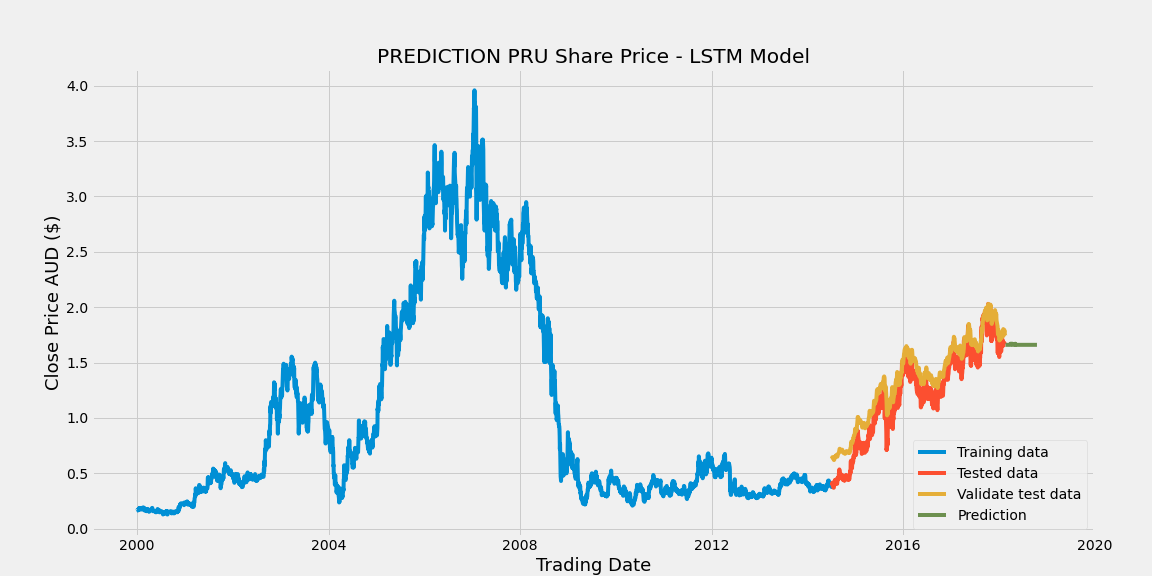 PREDICTION PRU Share Price - LSTM Model
Close Price AUD ($)
4.0
3.5
3.0
2.5
2.0
1.5
1.0
0.5
0.0
Training data
Tested data
Validate test data
Prediction
2000 2004 2008 2012 2016 2020
Trading Date